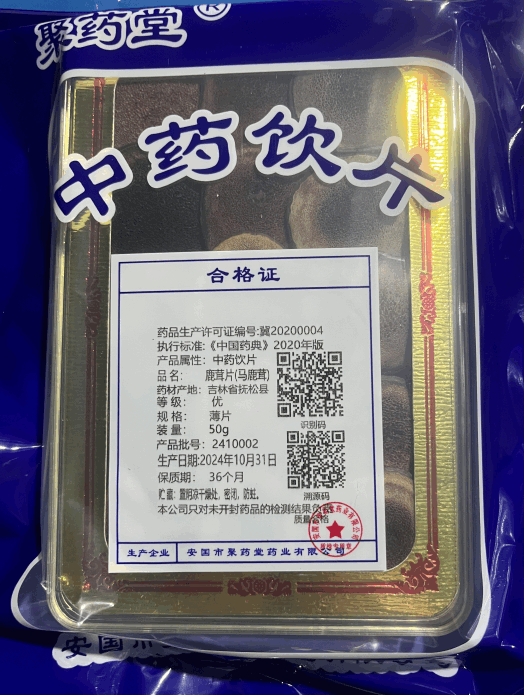 聚药堂®
中药饮片
合格证
药品生产许可证编号:冀20200004
执行标准:《中国药典》2020年版
产品属性: 中药饮片
品名: 鹿茸片(马鹿茸)
药材产地: 吉林省抚松县
等级: 优
规格: 薄片
装量: 50g
产品批号: 2410002
生产日期:2024年10月31日
保质期: 36个月
识别码
溯源码
贮藏: 置阴凉干燥处, 密闭, 防蛀。
本公司只对未开封药品的检测结果负责
质量合格
生产企业 安国市聚药堂药业有限公司
安国市